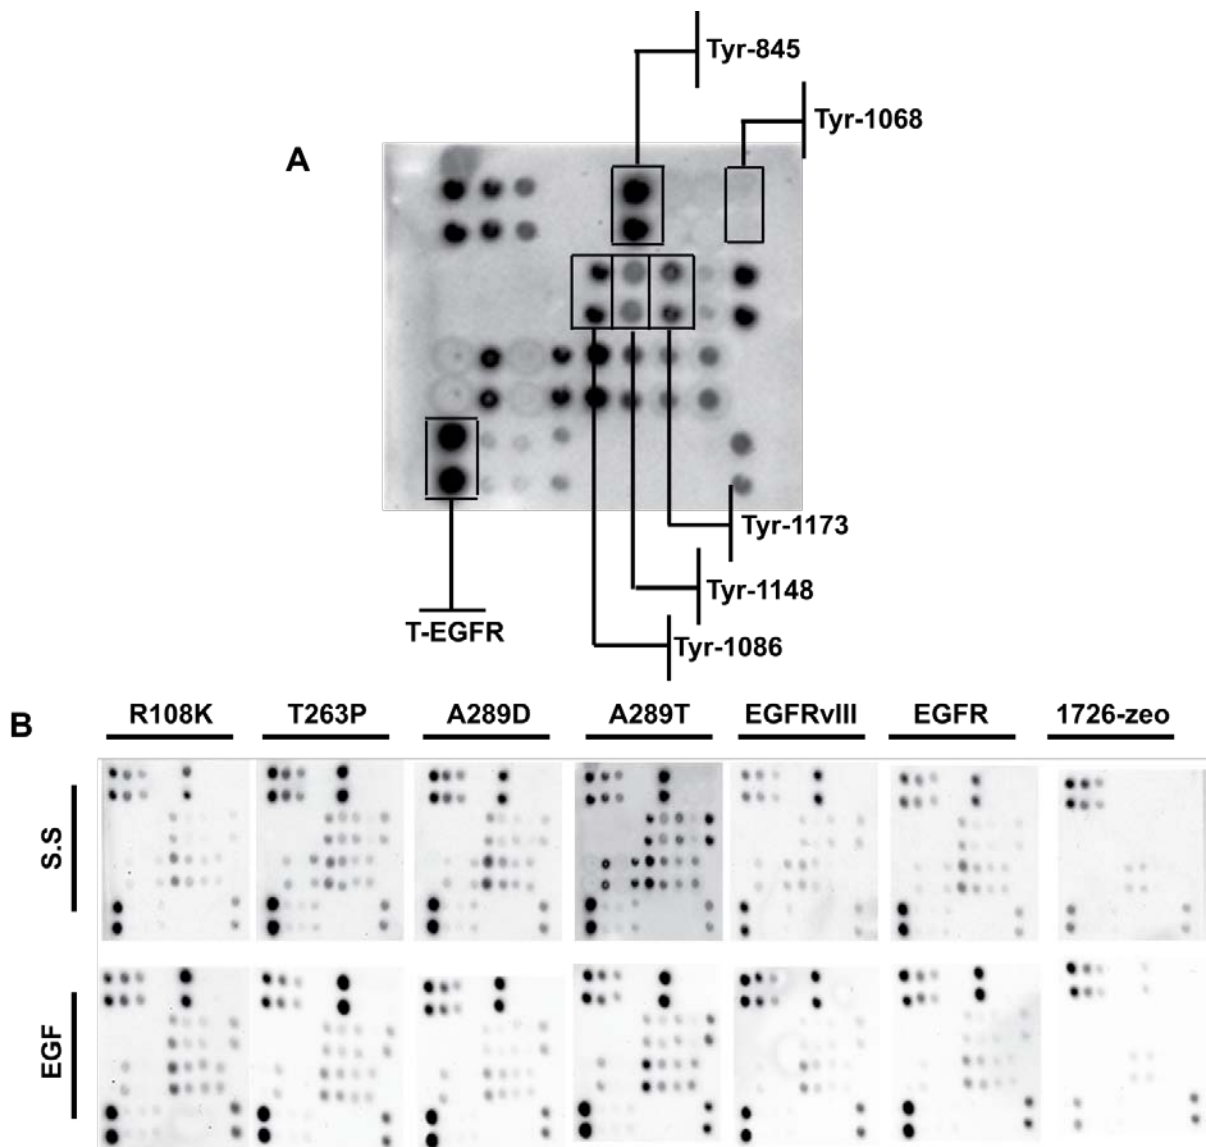 Tyr-845
Tyr-1068
A
Tyr-1173
Tyr-1148
T-EGFR
Tyr-1086
B
R108K T263P A289D A289T EGFRvIII EGFR 1726-zeo
S.S
EGF